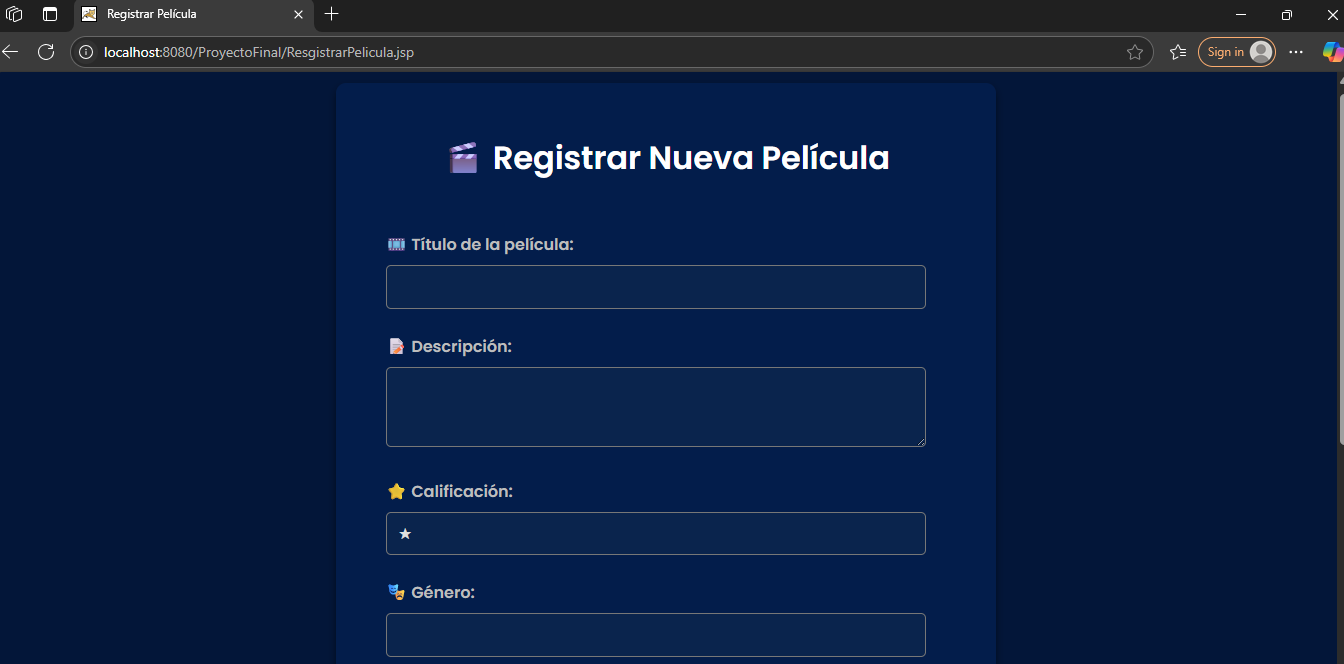 Registrar Película
localhost:8080/ProyectoFinal/ResgistrarPelicula.jsp
Sign in
Registrar Nueva Película
Título de la película:
Descripción:
Calificación:
★
Género: